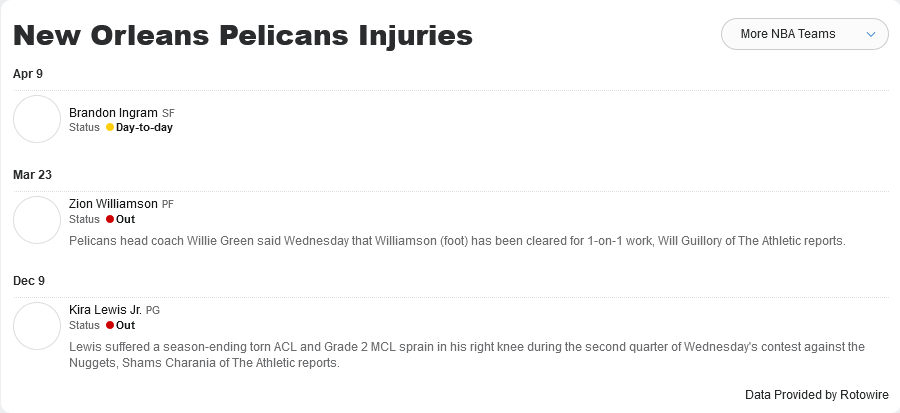 New Orleans Pelicans Injuries
More NBA Teams
Apr 9
Brandon Ingram SF
Status Day-to-day
Mar 23
Zion Williamson PF
Status Out
Pelicans head coach Willie Green said Wednesday that Williamson (foot) has been cleared for 1-on-1 work, Will Guillory of The Athletic reports.
Dec 9
Kira Lewis Jr. PG
Status Out
Lewis suffered a season-ending torn ACL and Grade 2 MCL sprain in his right knee during the second quarter of Wednesday's contest against the
Nuggets, Shams Charania of The Athletic reports.
Data Provided by Rotowire